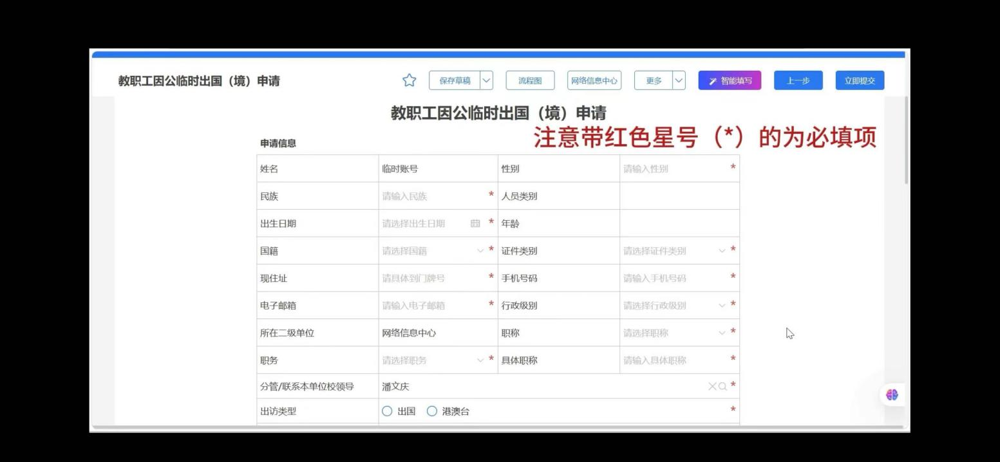 教职工因公临时出国（境）申请 保存草稿 流程图 网络信息中心 更多 智能填写 上一步 立即提交
教职工因公临时出国（境）申请
注意带红色星号（*）的为必填项
申请信息
姓名 临时账号 性别 请输入性别 *
民族 请输入民族 * 人员类别
出生日期 请选择出生日期 * 年龄
国籍 请选择国籍 * 证件类别 请选择证件类别 *
现住址 请具体到门牌号 * 手机号码 请输入手机号码 *
电子邮箱 请输入电子邮箱 * 行政级别 请选择行政级别 *
所在二级单位 网络信息中心 职称 请选择职称 *
职务 请选择职务 * 具体职称 请输入具体职称 *
分管/联系本单位校领导 潘文庆 *
出访类型 出国 港澳台 *